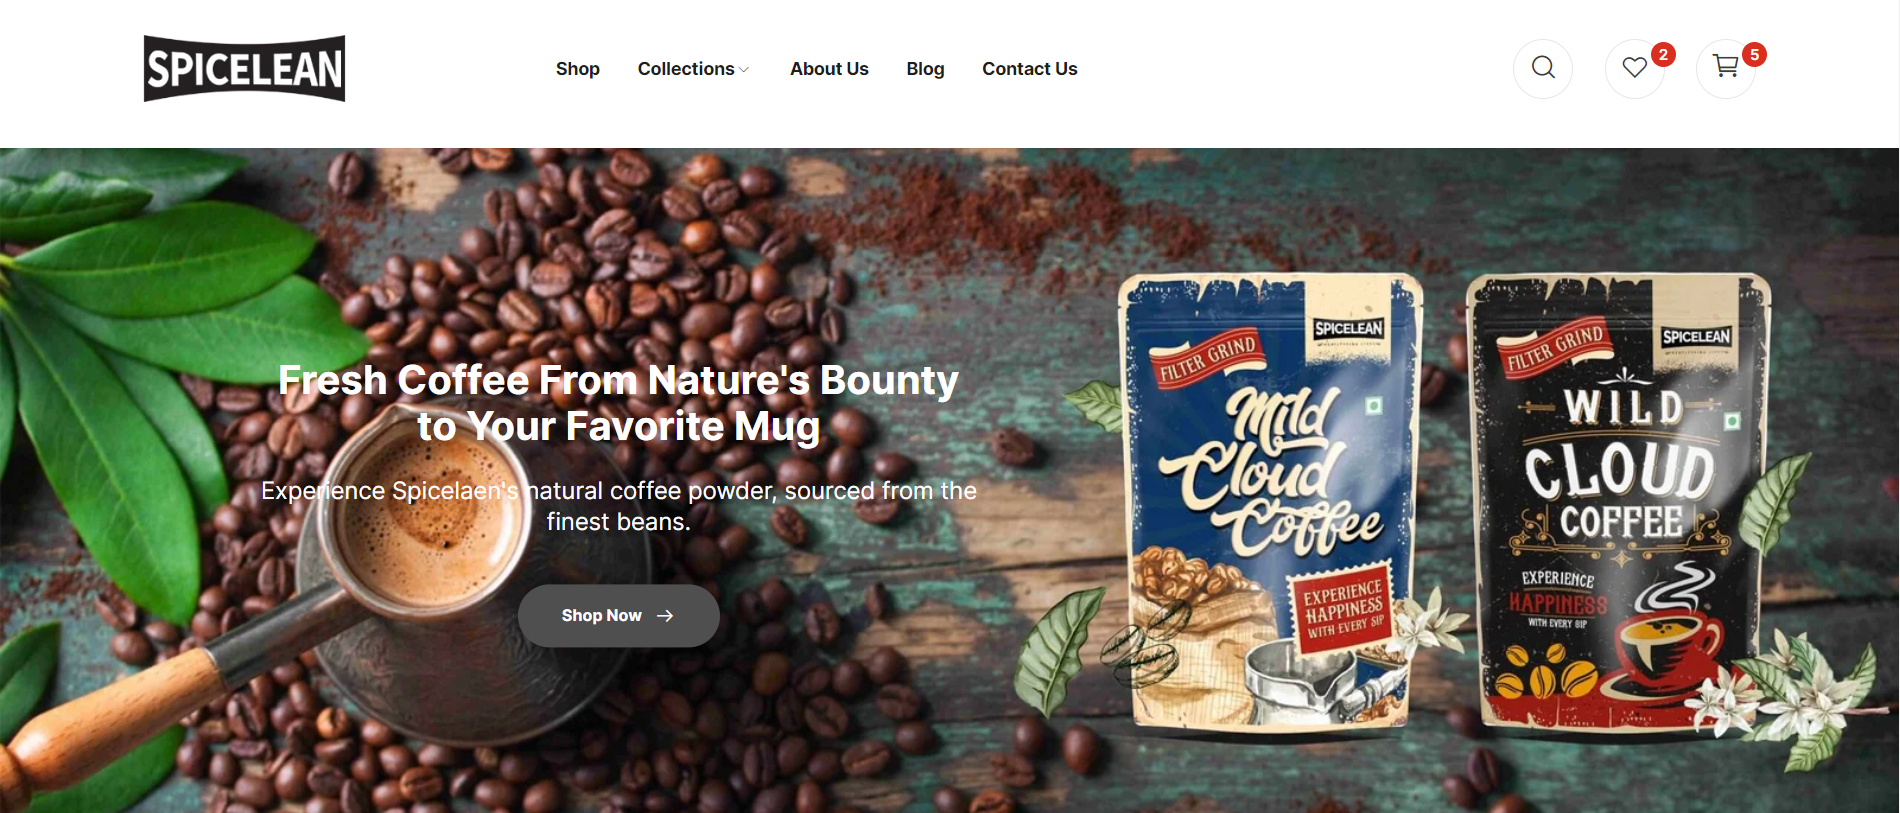 SPICELEAN
Shop
Collections
About Us
Blog
Contact Us
2
5
Fresh Coffee From Nature's Bounty
to Your Favorite Mug
Experience Spicelaen's natural coffee powder, sourced from the
finest beans.
Shop Now
SPICELEAN
FILTER GRIND
Mild
Cloud
Coffee
EXPERIENCE
HAPPINESS
WITH EVERY SIP
SPICELEAN
FILTER GRIND
WILD
CLOUD
COFFEE
EXPERIENCE
HAPPINESS
WITH EVERY SIP